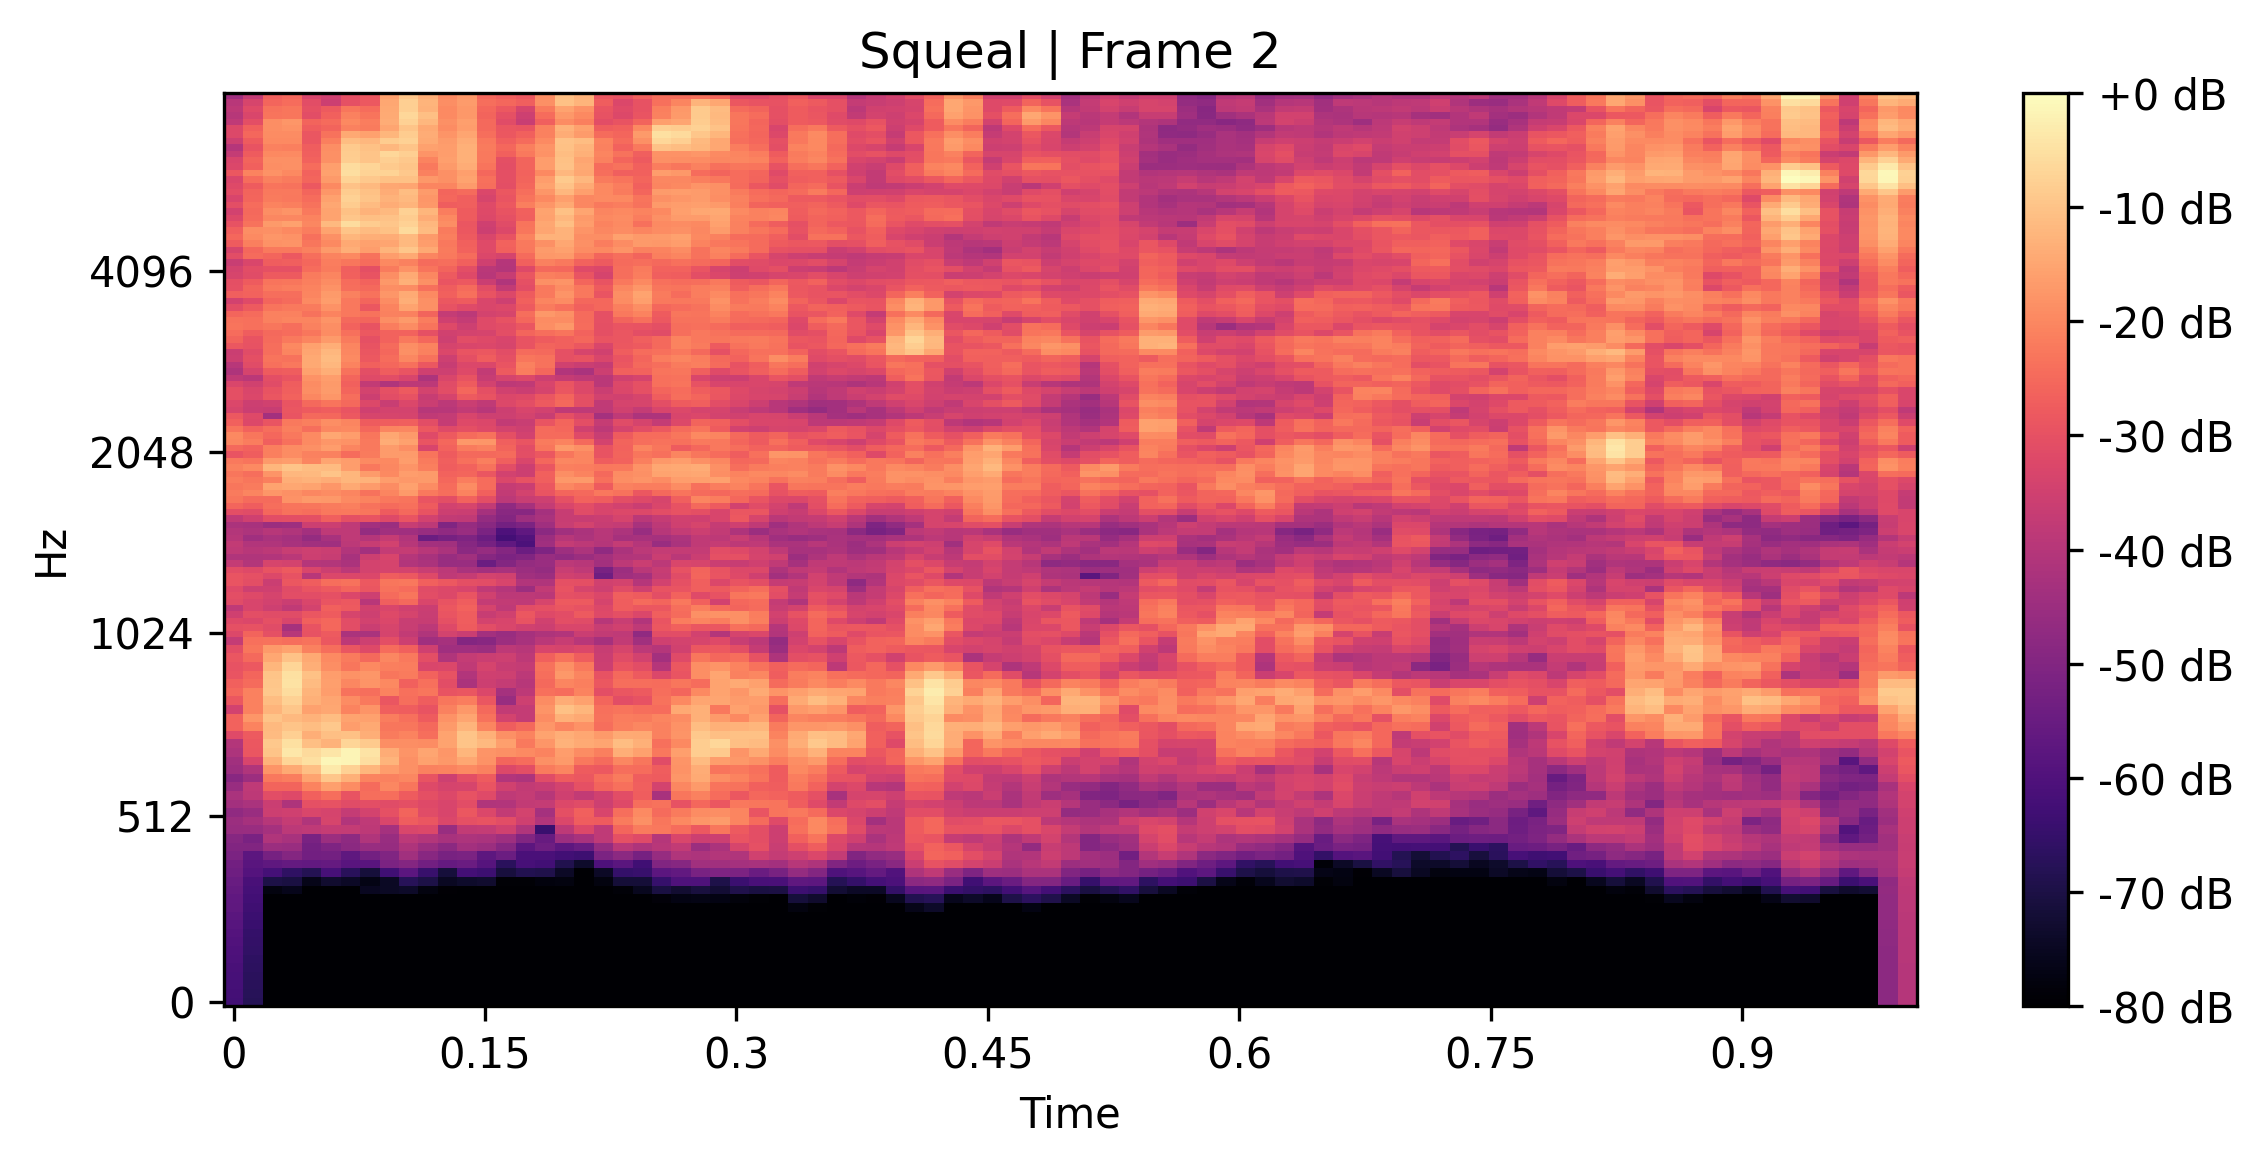 Squeal | Frame 2
Hz
4096
2048
1024
512
0
0 0.15 0.3 0.45 0.6 0.75 0.9
Time
+0 dB
-10 dB
-20 dB
-30 dB
-40 dB
-50 dB
-60 dB
-70 dB
-80 dB